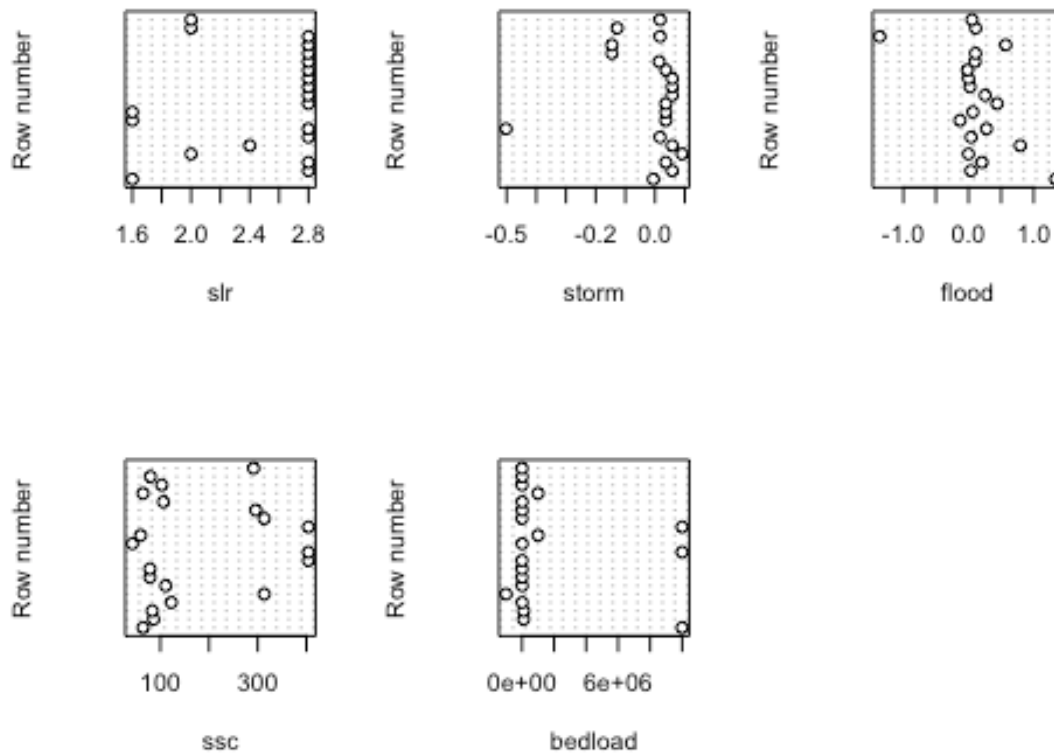 Row number
Row number
Row number
1.6 2.0 2.4 2.8
-0.5 -0.2 0.0
-1.0 0.0 1.0
slr
storm
flood
Row number
Row number
100 300
0e+00 6e+06
ssc
bedload